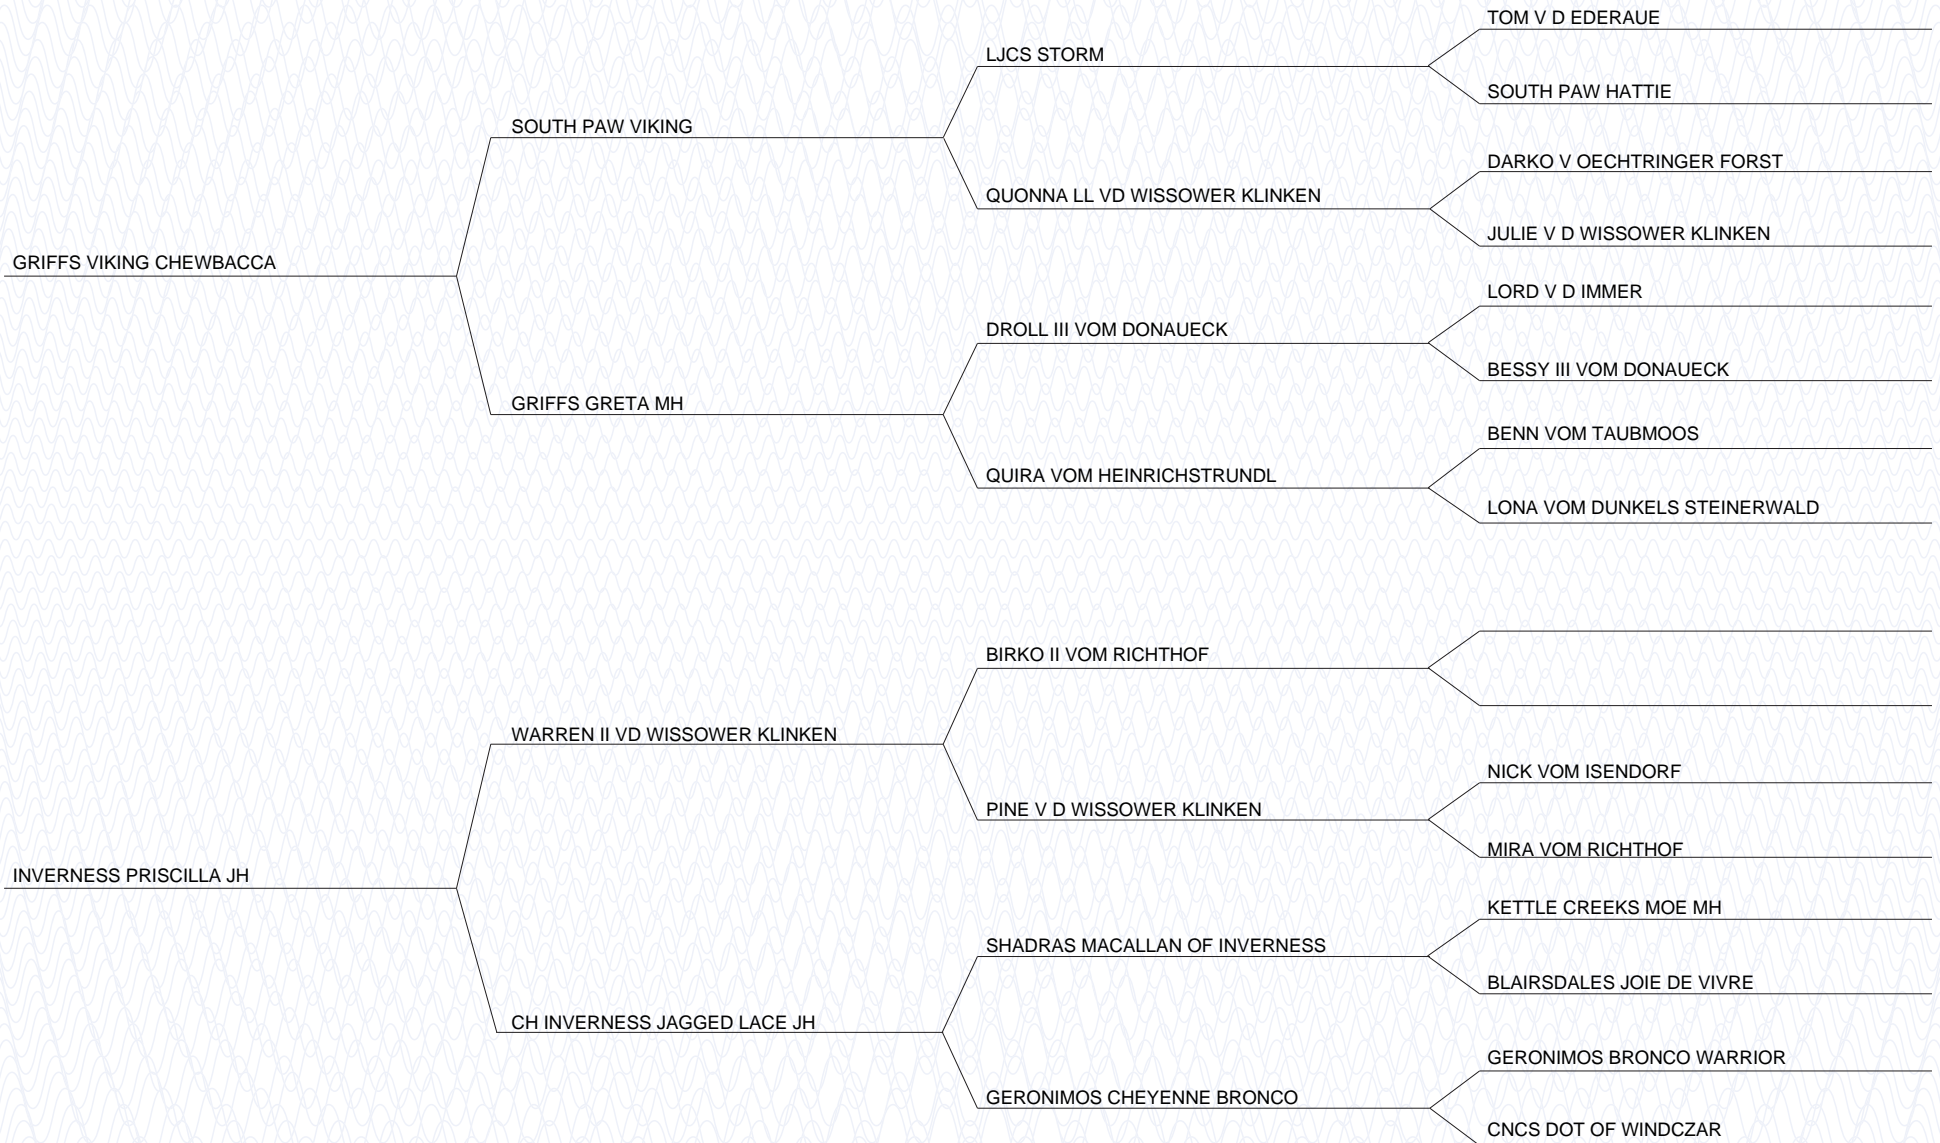 TOM V D EDERAUE
LJCS STORM
SOUTH PAW HATTIE
SOUTH PAW VIKING
DARKO V OECHTRINGER FORST
QUONNA LL VD WISSOWER KLINKEN
JULIE V D WISSOWER KLINKEN
GRIFFS VIKING CHEWBACCA
LORD V D IMMER
DROLL III VOM DONAUECK
BESSY III VOM DONAUECK
GRIFFS GRETA MH
BENN VOM TAUBMOOS
QUIRA VOM HEINRICHSTRUNDL
LONA VOM DUNKELS STEINERWALD
BIRKO II VOM RICHTHOF
WARREN II VD WISSOWER KLINKEN
NICK VOM ISENDORF
PINE V D WISSOWER KLINKEN
MIRA VOM RICHTHOF
INVERNESS PRISCILLA JH
KETTLE CREEKS MOE MH
SHADRAS MACALLAN OF INVERNESS
BLAIRSDALES JOIE DE VIVRE
CH INVERNESS JAGGED LACE JH
GERONIMOS BRONCO WARRIOR
GERONIMOS CHEYENNE BRONCO
CNCS DOT OF WINDCZAR